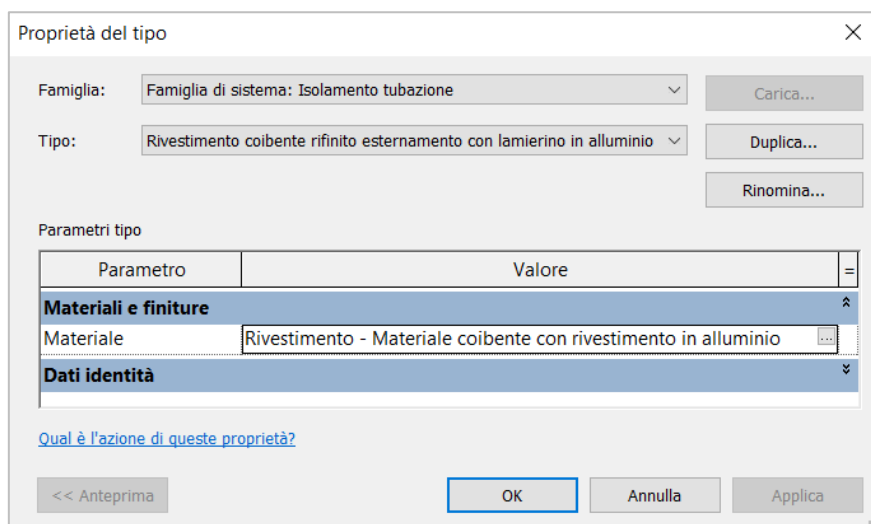 Proprietà del tipo
Famiglia: Famiglia di sistema: Isolamento tubazione Carica...
Tipo: Rivestimento coibente rifinito esternamento con lamierino in alluminio Duplica...
Rinomina...
Parametri tipo
Parametro Valore =
Materiali e finiture
Materiale Rivestimento - Materiale coibente con rivestimento in alluminio ...
Dati identità
Qual è l'azione di queste proprietà?
<< Anteprima OK Annulla Applica